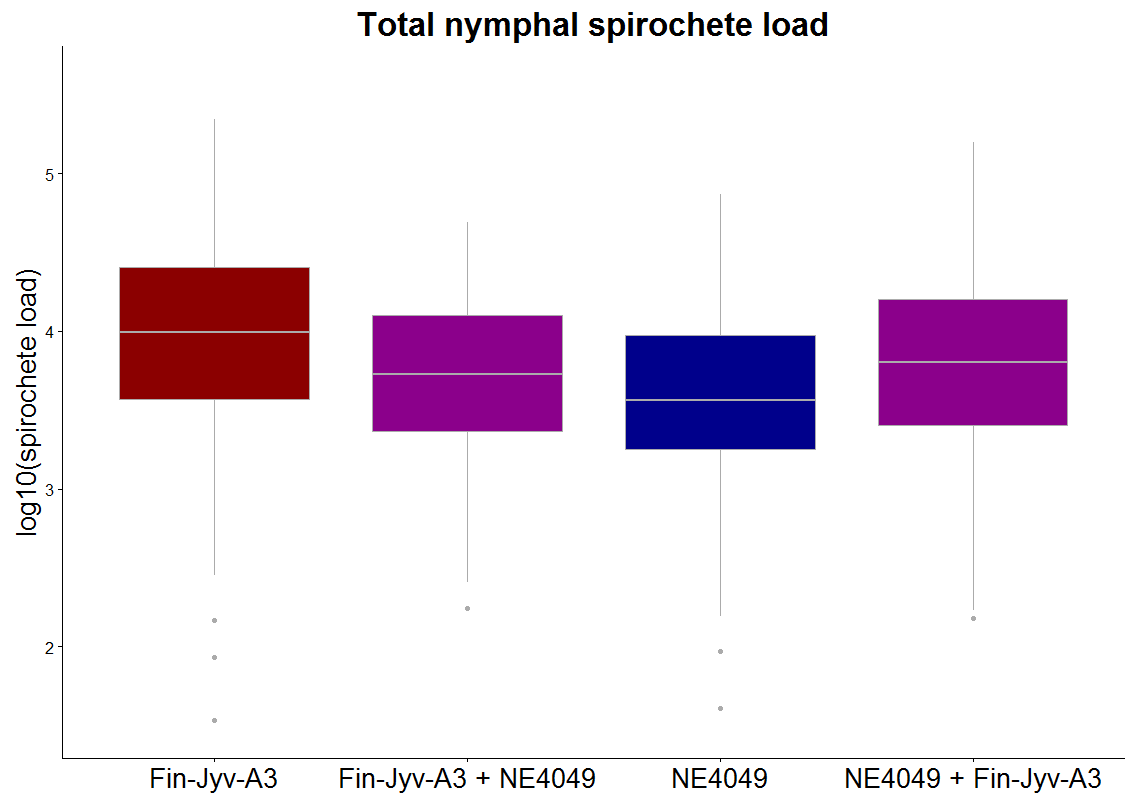 Total nymphal spirochete load
log10(spirochete load)
5
4
3
2
Fin-Jyv-A3
Fin-Jyv-A3 + NE4049
NE4049
NE4049 + Fin-Jyv-A3